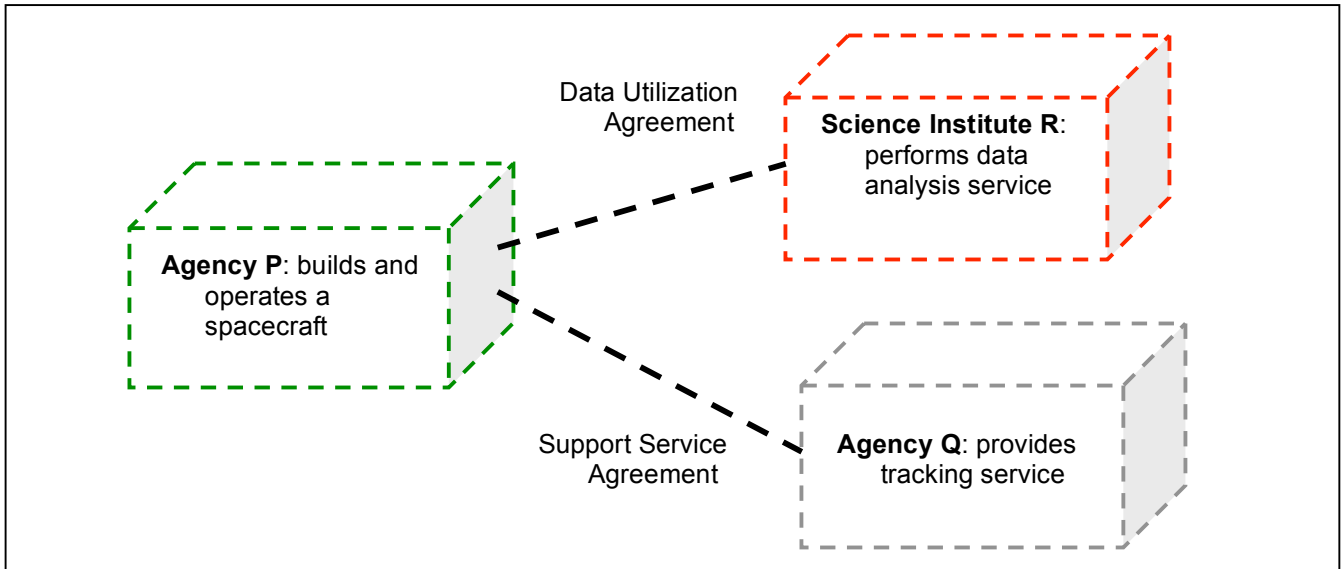 Data Utilization
Agreement
Science Institute R:
performs data
analysis service
Agency P: builds and
operates a
spacecraft
Support Service
Agreement
Agency Q: provides
tracking service